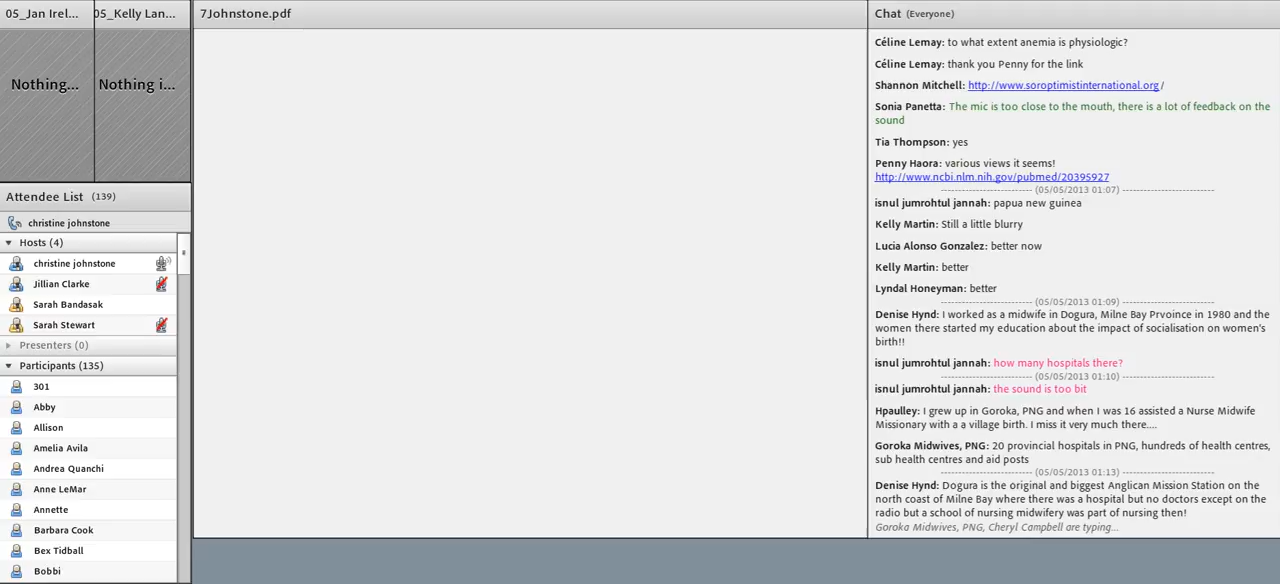 05_Jan Irel...
05_Kelly Lan...
7Johnstone.pdf
Chat (Everyone)
Nothing...
Nothing i...
Attendee List (139)
christine johnstone
Hosts (4)
christine johnstone
Jillian Clarke
Sarah Bandasak
Sarah Stewart
Presenters (0)
Participants (135)
301
Abby
Allison
Amelia Avila
Andrea Quanchi
Anne LeMar
Annette
Barbara Cook
Bex Tidball
Bobbi
Céline Lemay: to what extent anemia is physiologic?
Céline Lemay: thank you Penny for the link
Shannon Mitchell: http://www.soroptimistinternational.org/
Sonia Panetta: The mic is too close to the mouth, there is a lot of feedback on the
sound
Tia Thompson: yes
Penny Haora: various views it seems!
http://www.ncbi.nlm.nih.gov/pubmed/20395927
---------------------- (05/05/2013 01:07) ----------------------
isnul jumrohtul jannah: papua new guinea
Kelly Martin: Still a little blurry
Lucia Alonso Gonzalez: better now
Kelly Martin: better
Lyndal Honeyman: better
---------------------- (05/05/2013 01:09) ----------------------
Denise Hynd: I worked as a midwife in Dogura, Milne Bay Prvoince in 1980 and the
women there started my education about the impact of socialisation on women's
birth!!
isnul jumrohtul jannah: how many hospitals there?
---------------------- (05/05/2013 01:10) ----------------------
isnul jumrohtul jannah: the sound is too bit
Hpaulley: I grew up in Goroka, PNG and when I was 16 assisted a Nurse Midwife
Missionary with a a village birth. I miss it very much there....
Goroka Midwives, PNG: 20 provincial hospitals in PNG, hundreds of health centres,
sub health centres and aid posts
---------------------- (05/05/2013 01:13) ----------------------
Denise Hynd: Dogura is the original and biggest Anglican Mission Station on the
north coast of Milne Bay where there was a hospital but no doctors except on the
radio but a school of nursing midwifery was part of nursing then!
Goroka Midwives, PNG, Cheryl Campbell are typing...